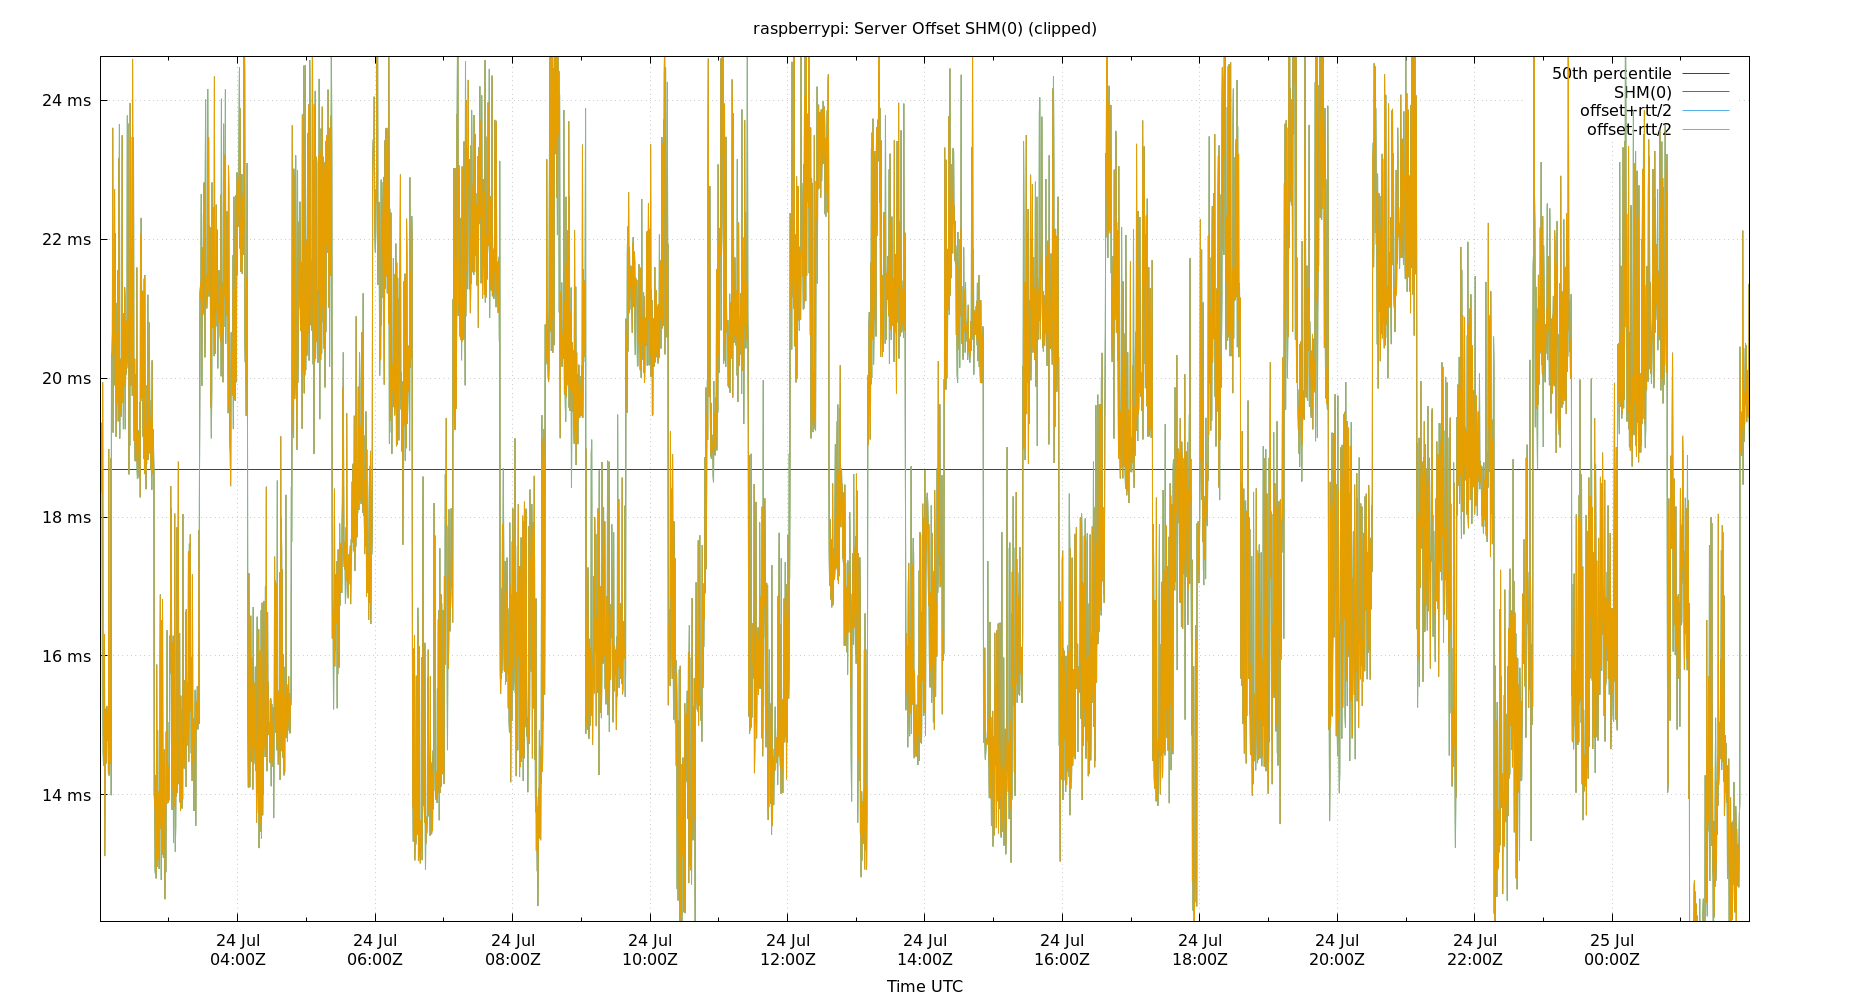 raspberrypi: Server Offset SHM(0) (clipped)
50th percentile
SHM(0)
offset+rtt/2
offset-rtt/2
24 ms
22 ms
20 ms
18 ms
16 ms
14 ms
24 Jul 24 Jul 24 Jul 24 Jul 24 Jul 24 Jul 24 Jul 24 Jul 24 Jul 24 Jul 25 Jul
04:00Z 06:00Z 08:00Z 10:00Z 12:00Z 14:00Z 16:00Z 18:00Z 20:00Z 22:00Z 00:00Z
Time UTC